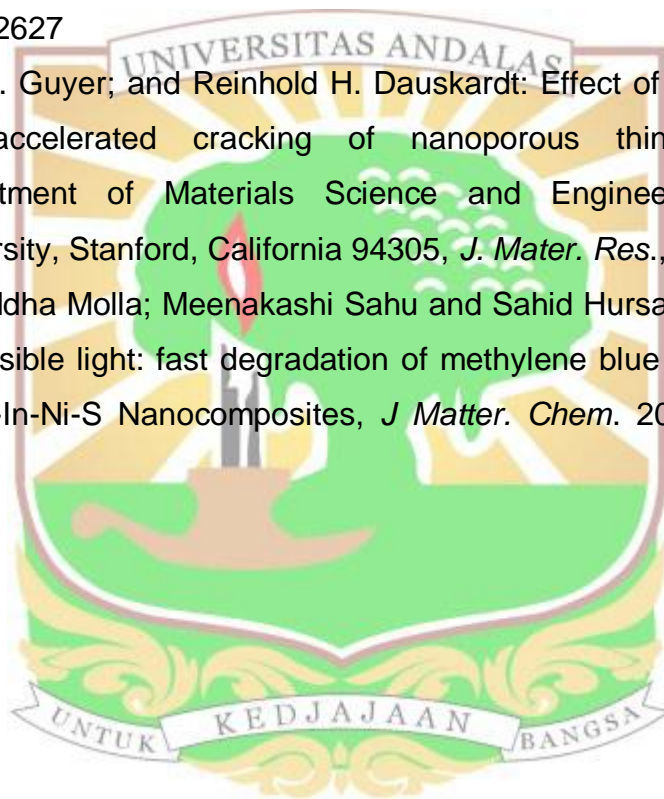 2627
UNIVERSITAS ANDALAS
. Guyer; and Reinhold H. Dauskardt: Effect of
accelerated cracking of nanoporous thin
tment of Materials Science and Enginee
rsity, Stanford, California 94305, J. Mater. Res.,
ldha Molla; Meenakashi Sahu and Sahid Hursa
sible light: fast degradation of methylene blue
-In-Ni-S Nanocomposites, J Matter. Chem. 20
UNTUK KEDJAJAAN BANGSA